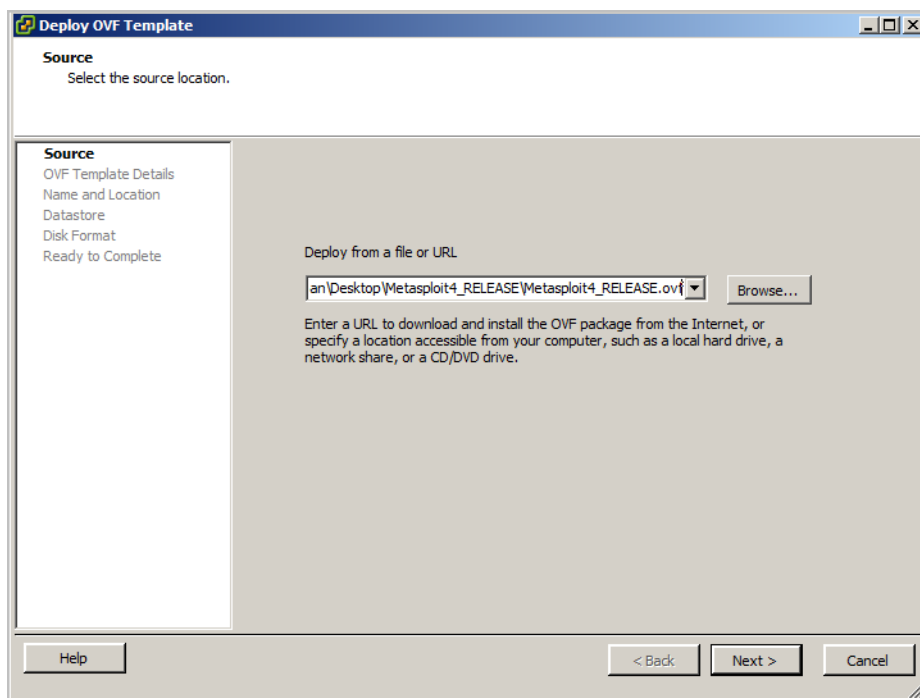 Deploy OVF Template
Source
Select the source location.
Source
OVF Template Details
Name and Location
Datastore
Disk Format
Ready to Complete
Deploy from a file or URL
an\Desktop\Metasploit4_RELEASE\Metasploit4_RELEASE.ovf
Browse...
Enter a URL to download and install the OVF package from the Internet, or
specify a location accessible from your computer, such as a local hard drive, a
network share, or a CD/DVD drive.
Help
< Back
Next >
Cancel